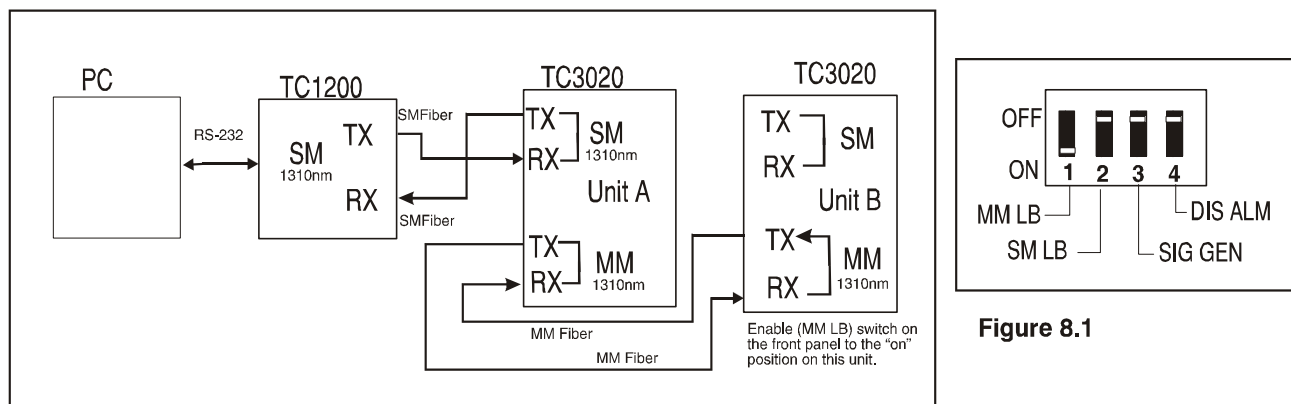 PC
RS-232
TC1200
TX
SM
1310nm
RX
SMFiber
SMFiber
TC3020
TX
SM
1310nm
RX
Unit A
TX
MM
1310nm
RX
MM Fiber
MM Fiber
TC3020
TX
SM
RX
Unit B
TX
MM
1310nm
RX
Enable (MM LB) switch on
the front panel to the “on”
position on this unit.
OFF
ON
1 2 3 4
MM LB
DIS ALM
SM LB
SIG GEN
Figure 8.1